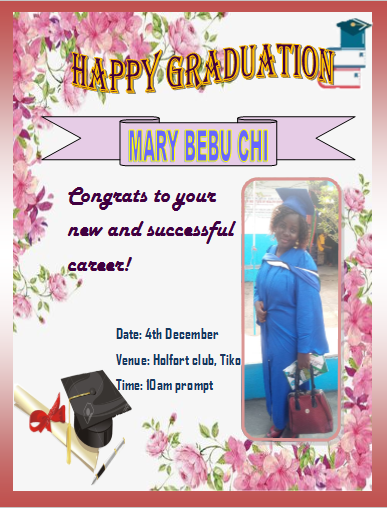 HAPPY GRADUATION
MARY BEBU CHI
Congrats to your
new and successful
career!
Date: 4th December
Venue: Holfort club, Tiko
Time: 10am prompt